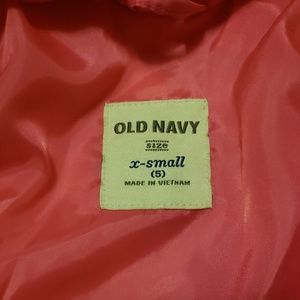 OLD NAVY
size
x-small
(5)
MADE IN VIETNAM